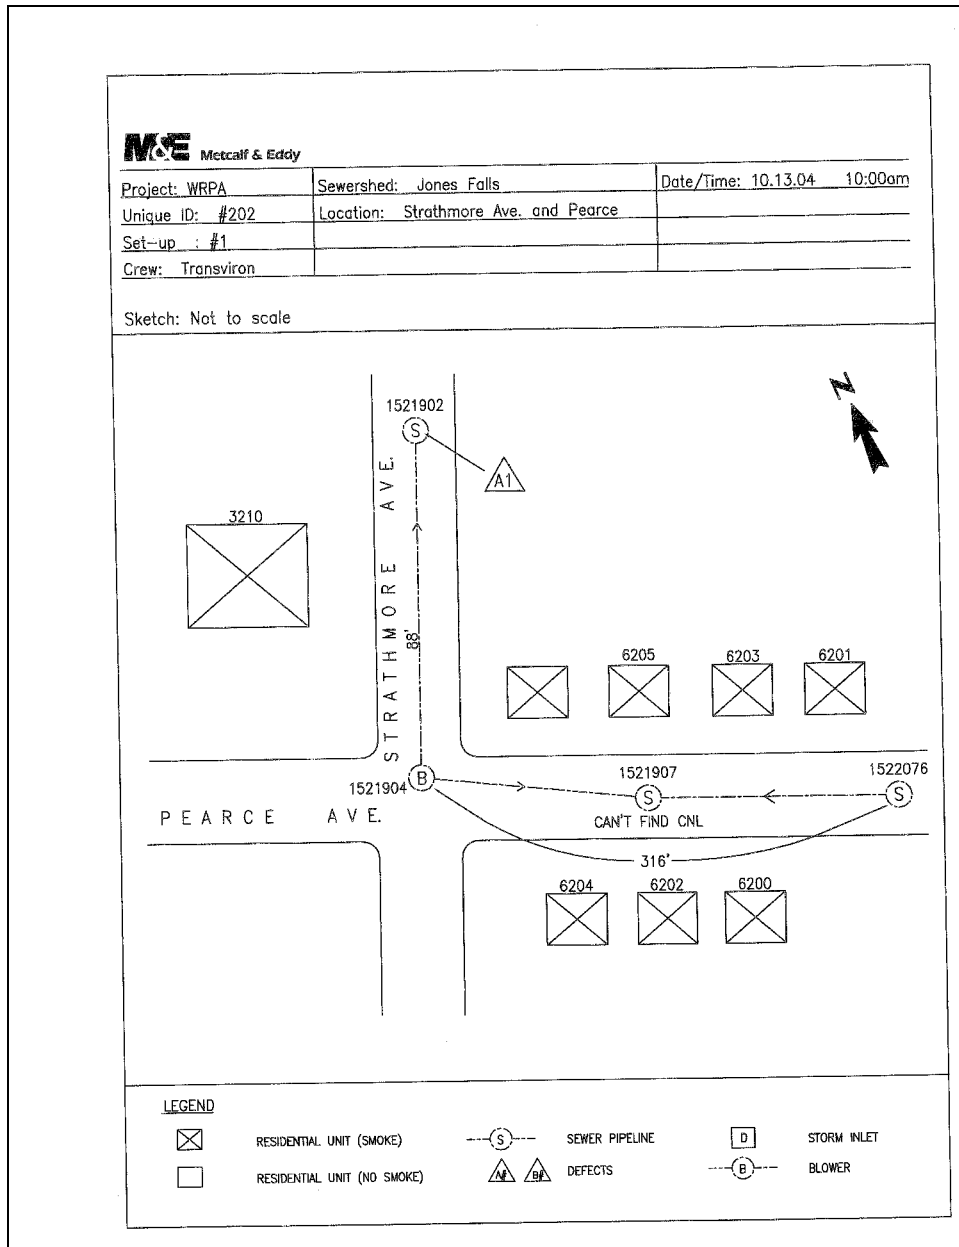 M&E Metcalf & Eddy
Project: WRPA
Sewershed: Jones Falls
Date/Time: 10.13.04 10:00am
Unique ID: #202
Location: Strathmore Ave. and Pearce
Set-up : #1
Crew: Transviron
Sketch: Not to scale
N
1521902
S
A1
3210
STRATHMORE AVE.
88'
6205
6203
6201
1521904
B
1521907
S
1522076
S
PEARCE AVE.
CAN'T FIND CNL
316'
6204
6202
6200
LEGEND
RESIDENTIAL UNIT (SMOKE)
S
SEWER PIPELINE
D
STORM INLET
RESIDENTIAL UNIT (NO SMOKE)
A# B#
DEFECTS
B
BLOWER